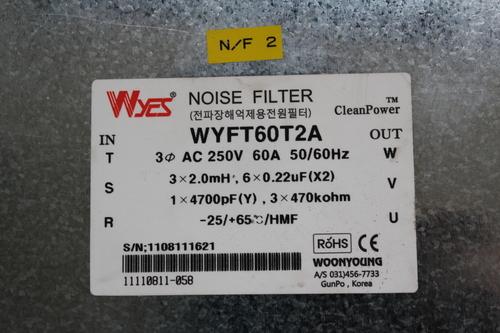 N/F 2
WYES NOISE FILTER
(전파장해억제용전원필터)
CleanPower™
IN WYFT60T2A OUT
T 3Φ AC 250V 60A 50/60Hz W
3×2.0mH, 6×0.22uF(X2)
S 1×4700pF(Y), 3×470kohm V
R -25/+65℃/HMF U
S/N;1108111621
RoHS CE
WOONYOUNG
11110811-058
A/S 031)456-7733
GunPo , Korea